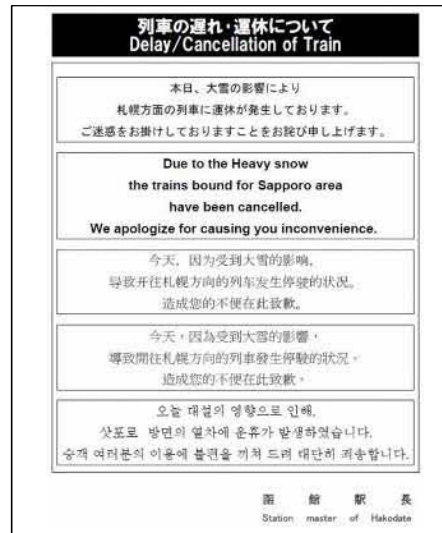 列車の遅れ・運休について
Delay/Cancellation of Train
本日、大雪の影響により
札幌方面の列車に運休が発生しております。
ご迷惑をお掛けしておりますことをお詫び申し上げます。
Due to the Heavy snow
the trains bound for Sapporo area
have been cancelled.
We apologize for causing you inconvenience.
今天，因为受到大雪的影响，
导致开往札幌方向的列车发生停驶的状况。
造成您的不便在此致歉。
今天，因為受到大雪的影響，
導致開往札幌方向的列車發生停駛的狀況。
造成您的不便在此致歉。
오늘 대설의 영향으로 인해,
삿포로 방면의 열차에 운휴가 발생하였습니다.
승객 여러분의 이용에 불편을 끼쳐 드려 대단히 죄송합니다.
函館駅長
Station master of Hakodate